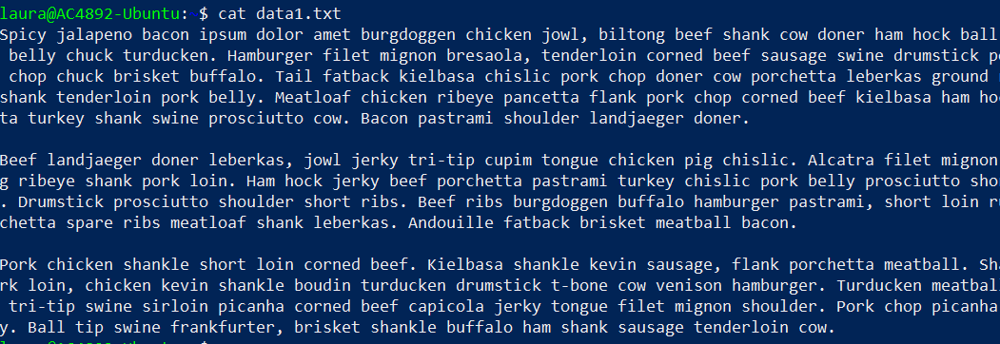 laura@AC4892-Ubuntu:~$ cat data1.txt
Spicy jalapeno bacon ipsum dolor amet burgdoggen chicken jowl, biltong beef shank cow doner ham hock ball
belly chuck turducken. Hamburger filet mignon bresaola, tenderloin corned beef sausage swine drumstick
chop chuck brisket buffalo. Tail fatback kielbasa chislic pork chop doner cow porchetta leberkas ground
shank tenderloin pork belly. Meatloaf chicken ribeye pancetta flank pork chop corned beef kielbasa ham
ta turkey shank swine prosciutto cow. Bacon pastrami shoulder landjaeger doner.
Beef landjaeger doner leberkas, jowl jerky tri-tip cupim tongue chicken pig chislic. Alcatra filet mignon
g ribeye shank pork loin. Ham hock jerky beef porchetta pastrami turkey chislic pork belly prosciutto sho
. Drumstick prosciutto shoulder short ribs. Beef ribs burgdoggen buffalo hamburger pastrami, short loin
chetta spare ribs meatloaf shank leberkas. Andouille fatback brisket meatball bacon.
Pork chicken shankle short loin corned beef. Kielbasa shankle kevin sausage, flank porchetta meatball.
rk loin, chicken kevin shankle boudin turducken drumstick t-bone cow venison hamburger. Turducken meatbal
tri-tip swine sirloin picanha corned beef capicola jerky tongue filet mignon shoulder. Pork chop picanha
y. Ball tip swine frankfurter, brisket shankle buffalo ham shank sausage tenderloin cow.